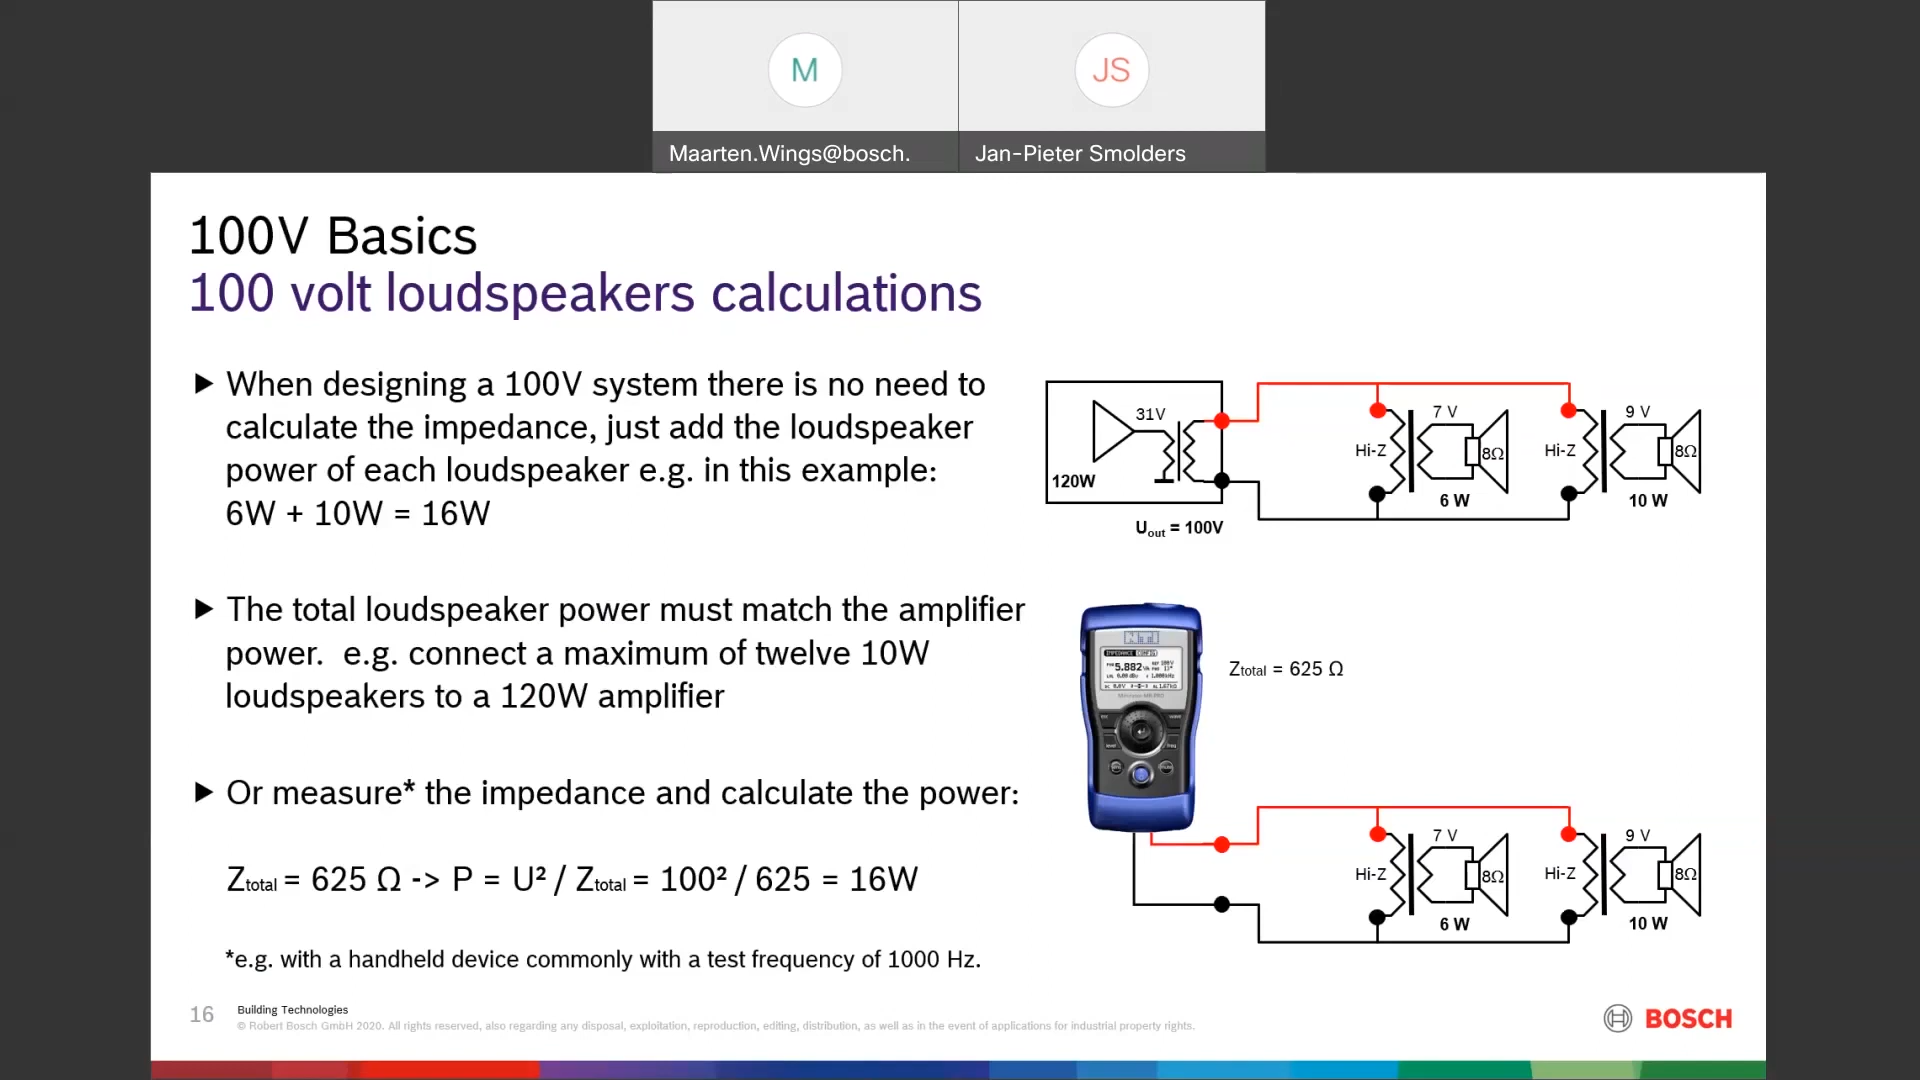 M
JS
Maarten.Wings@bosch.
Jan-Pieter Smolders
100V Basics
100 volt loudspeakers calculations
▶ When designing a 100V system there is no need to
calculate the impedance, just add the loudspeaker
power of each loudspeaker e.g. in this example:
6W + 10W = 16W
▶ The total loudspeaker power must match the amplifier
power.  e.g. connect a maximum of twelve 10W
loudspeakers to a 120W amplifier
▶ Or measure* the impedance and calculate the power:
Ztotal = 625 Ω -> P = U² / Ztotal = 100² / 625 = 16W
*e.g. with a handheld device commonly with a test frequency of 1000 Hz.
31V
120W
Uout = 100V
Hi-Z
7 V
8Ω
6 W
Hi-Z
9 V
8Ω
10 W
IMPEDANCE
5.882
Ztotal = 625 Ω
Hi-Z
7 V
8Ω
6 W
Hi-Z
9 V
8Ω
10 W
16
Building Technologies
© Robert Bosch GmbH 2020. All rights reserved, also regarding any disposal, exploitation, reproduction, editing, distribution, as well as in the event of applications for industrial property rights.
BOSCH